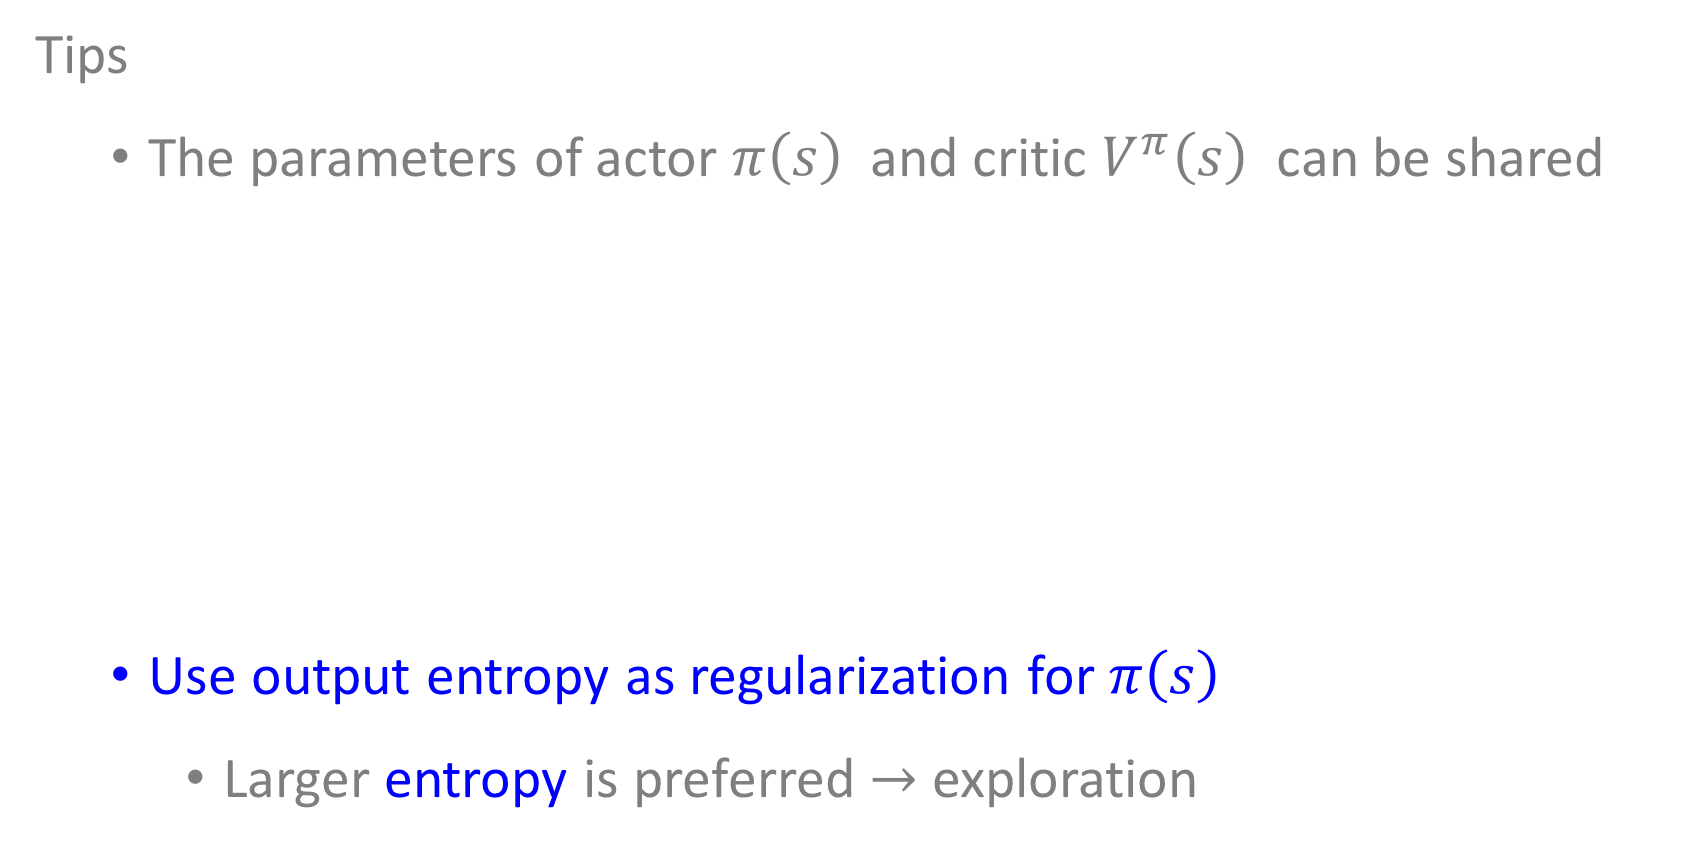 Tips
• The parameters of actor π(s) and critic V^π(s) can be shared
• Use output entropy as regularization for π(s)
• Larger entropy is preferred → exploration